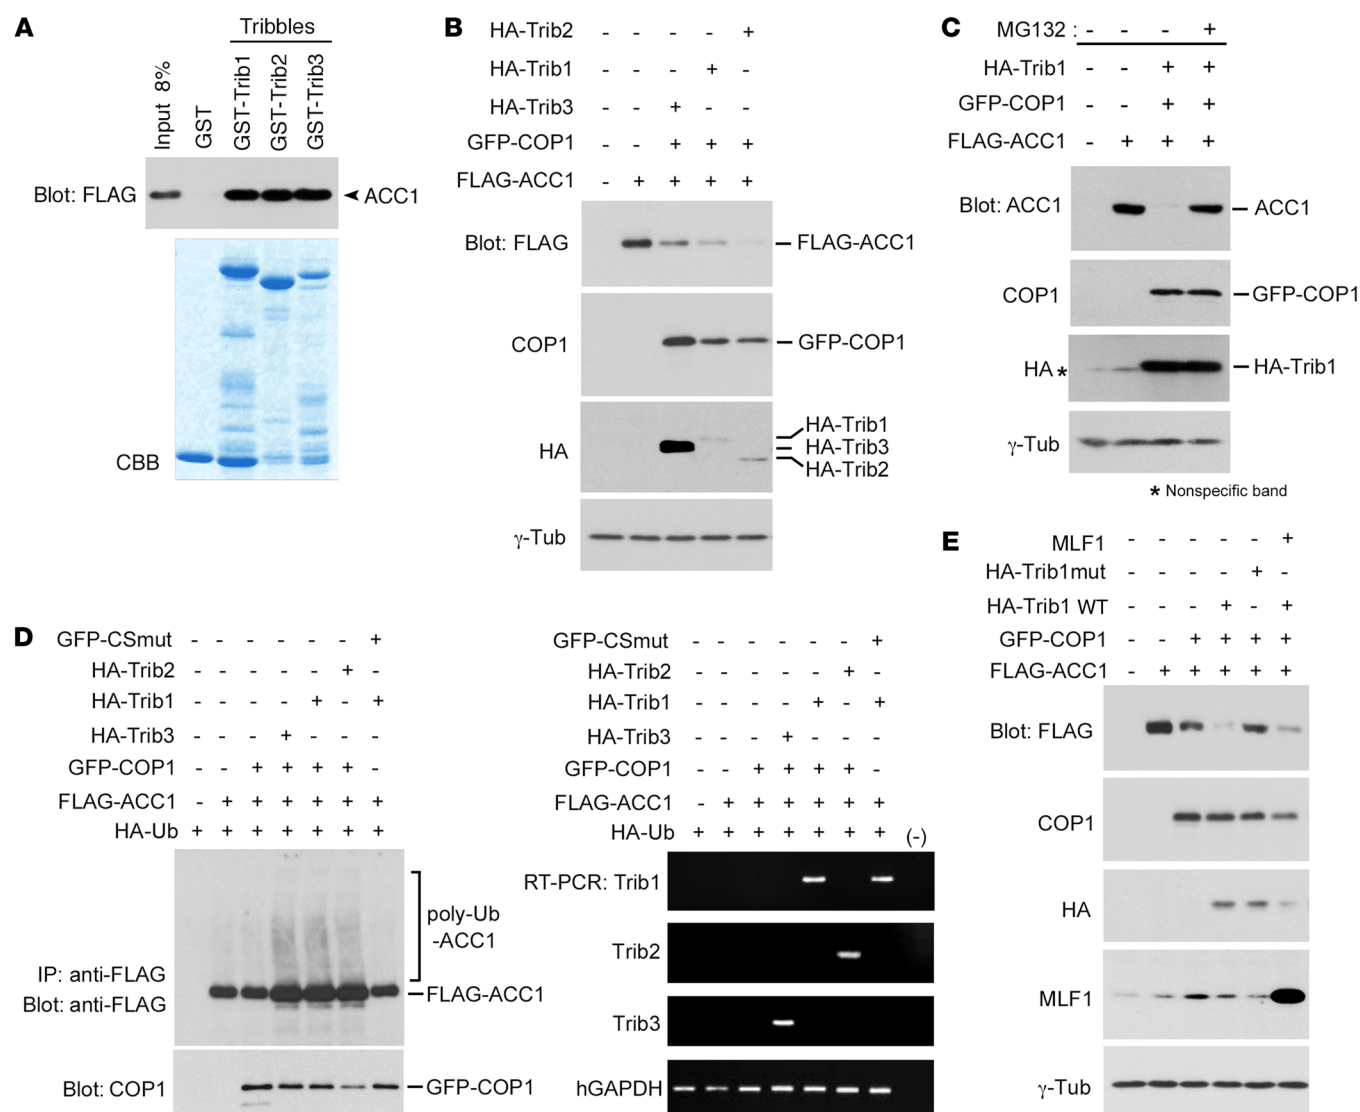 A
Tribbles
Input 8%
GST
GST-Trib1
GST-Trib2
GST-Trib3
Blot: FLAG
ACC1
CBB
B
HA-Trib2 - - - - +
HA-Trib1 - - - + -
HA-Trib3 - - + - -
GFP-COP1 - - + + +
FLAG-ACC1 - + + + +
Blot: FLAG
FLAG-ACC1
COP1
GFP-COP1
HA
HA-Trib1
HA-Trib3
HA-Trib2
γ-Tub
C
MG132 : - - - +
HA-Trib1 - - + +
GFP-COP1 - - + +
FLAG-ACC1 - + + +
Blot: ACC1
ACC1
COP1
GFP-COP1
HA *
HA-Trib1
γ-Tub
* Nonspecific band
D
GFP-CSmut - - - - - - +
HA-Trib2 - - - - - + -
HA-Trib1 - - - - + - +
HA-Trib3 - - - + - - -
GFP-COP1 - - + + + + -
FLAG-ACC1 - + + + + + +
HA-Ub + + + + + + +
poly-Ub
-ACC1
IP: anti-FLAG
Blot: anti-FLAG
FLAG-ACC1
Blot: COP1
GFP-COP1
GFP-CSmut - - - - - - +
HA-Trib2 - - - - - + -
HA-Trib1 - - - - + - +
HA-Trib3 - - - + - - -
GFP-COP1 - - + + + + -
FLAG-ACC1 - + + + + + +
HA-Ub + + + + + + + (-)
RT-PCR: Trib1
Trib2
Trib3
hGAPDH
E
MLF1 - - - - - +
HA-Trib1mut - - - - + -
HA-Trib1 WT - - - + - +
GFP-COP1 - - + + + +
FLAG-ACC1 - + + + + +
Blot: FLAG
COP1
HA
MLF1
γ-Tub